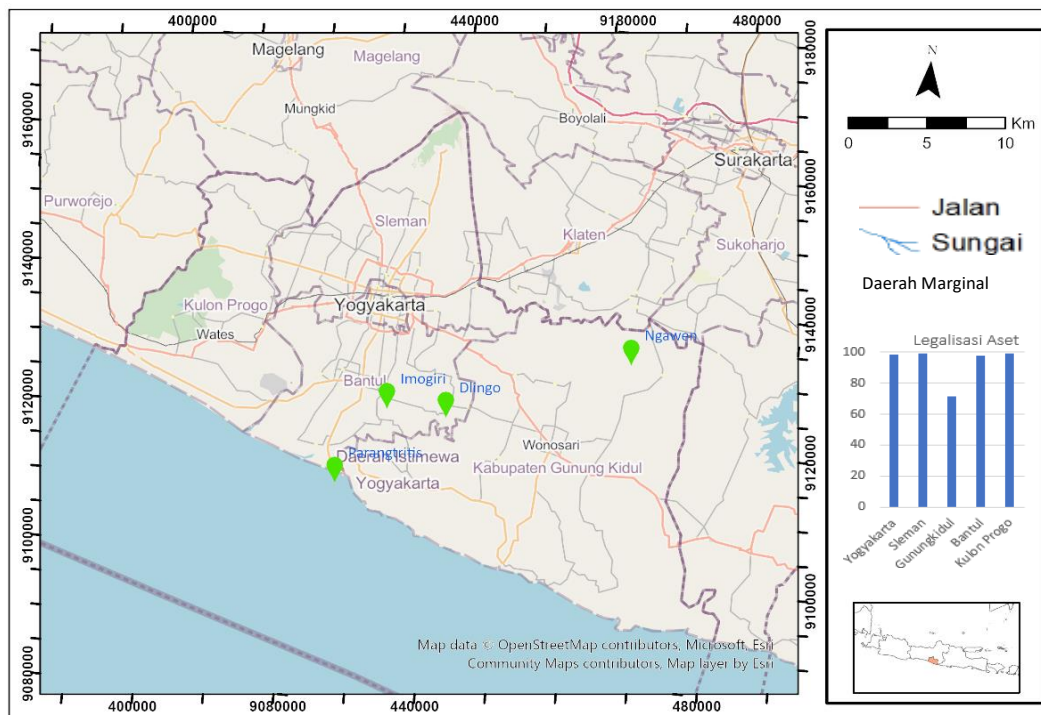 400000
440000
9180000
480000
Magelang
Magelang
9180000
Mungkid
Boyolali
9160000
Surakarta
9160000
Purworejo
Sleman
Klaten
Sukoharjo
9140000
Kulon Progo
Yogyakarta
Wates
Ngawen
9140000
Bantul
Imogiri
Dlingo
9120000
Wonosari
Parangtritis
Daerah Istimewa
Yogyakarta
Kabupaten Gunung Kidul
9120000
9100000
9100000
Map data © OpenStreetMap contributors, Microsoft, Esri
Community Maps contributors, Map layer by Esri
9080000
400000
9080000
440000
480000
N
Km
0 5 10
Jalan
Sungai
Daerah Marginal
Legalisasi Aset
100
80
60
40
20
0
Yogyakarta
Sleman
Gunungkidul
Bantul
Kulon Progo